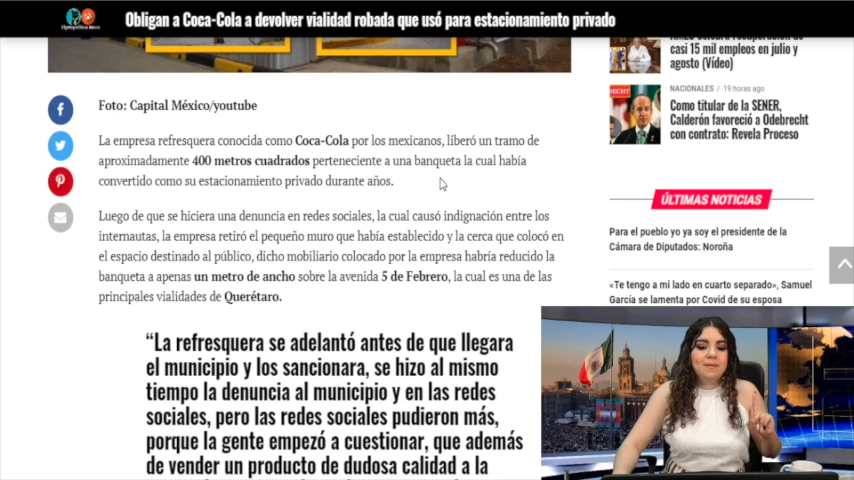 Obligan a Coca-Cola a devolver vialidad robada que usó para estacionamiento privado
Foto: Capital México/youtube
La empresa refresquera conocida como Coca-Cola por los mexicanos, liberó un tramo de
aproximadamente 400 metros cuadrados perteneciente a una banqueta la cual había
convertido como su estacionamiento privado durante años.
Luego de que se hiciera una denuncia en redes sociales, la cual causó indignación entre los
internautas, la empresa retiró el pequeño muro que había establecido y la cerca que colocó en
el espacio destinado al público, dicho mobiliario colocado por la empresa habría reducido la
banqueta a apenas un metro de ancho sobre la avenida 5 de Febrero, la cual es una de las
principales vialidades de Querétaro.
“La refresquera se adelantó antes de que llegara
el municipio y los sancionara, se hizo al mismo
tiempo la denuncia al municipio y en las redes
sociales, pero las redes sociales pudieron más,
porque la gente empezó a cuestionar, que además
de vender un producto de dudosa calidad a la
casi 15 mil empleos en julio y
agosto (Vídeo)
NACIONALES / 19 horas ago
Como titular de la SENER,
Calderón favoreció a Odebrecht
con contrato: Revela Proceso
ÚLTIMAS NOTICIAS
Para el pueblo yo ya soy el presidente de la
Cámara de Diputados: Noroña
«Te tengo a mi lado en cuarto separado», Samuel
García se lamenta por Covid de su esposa